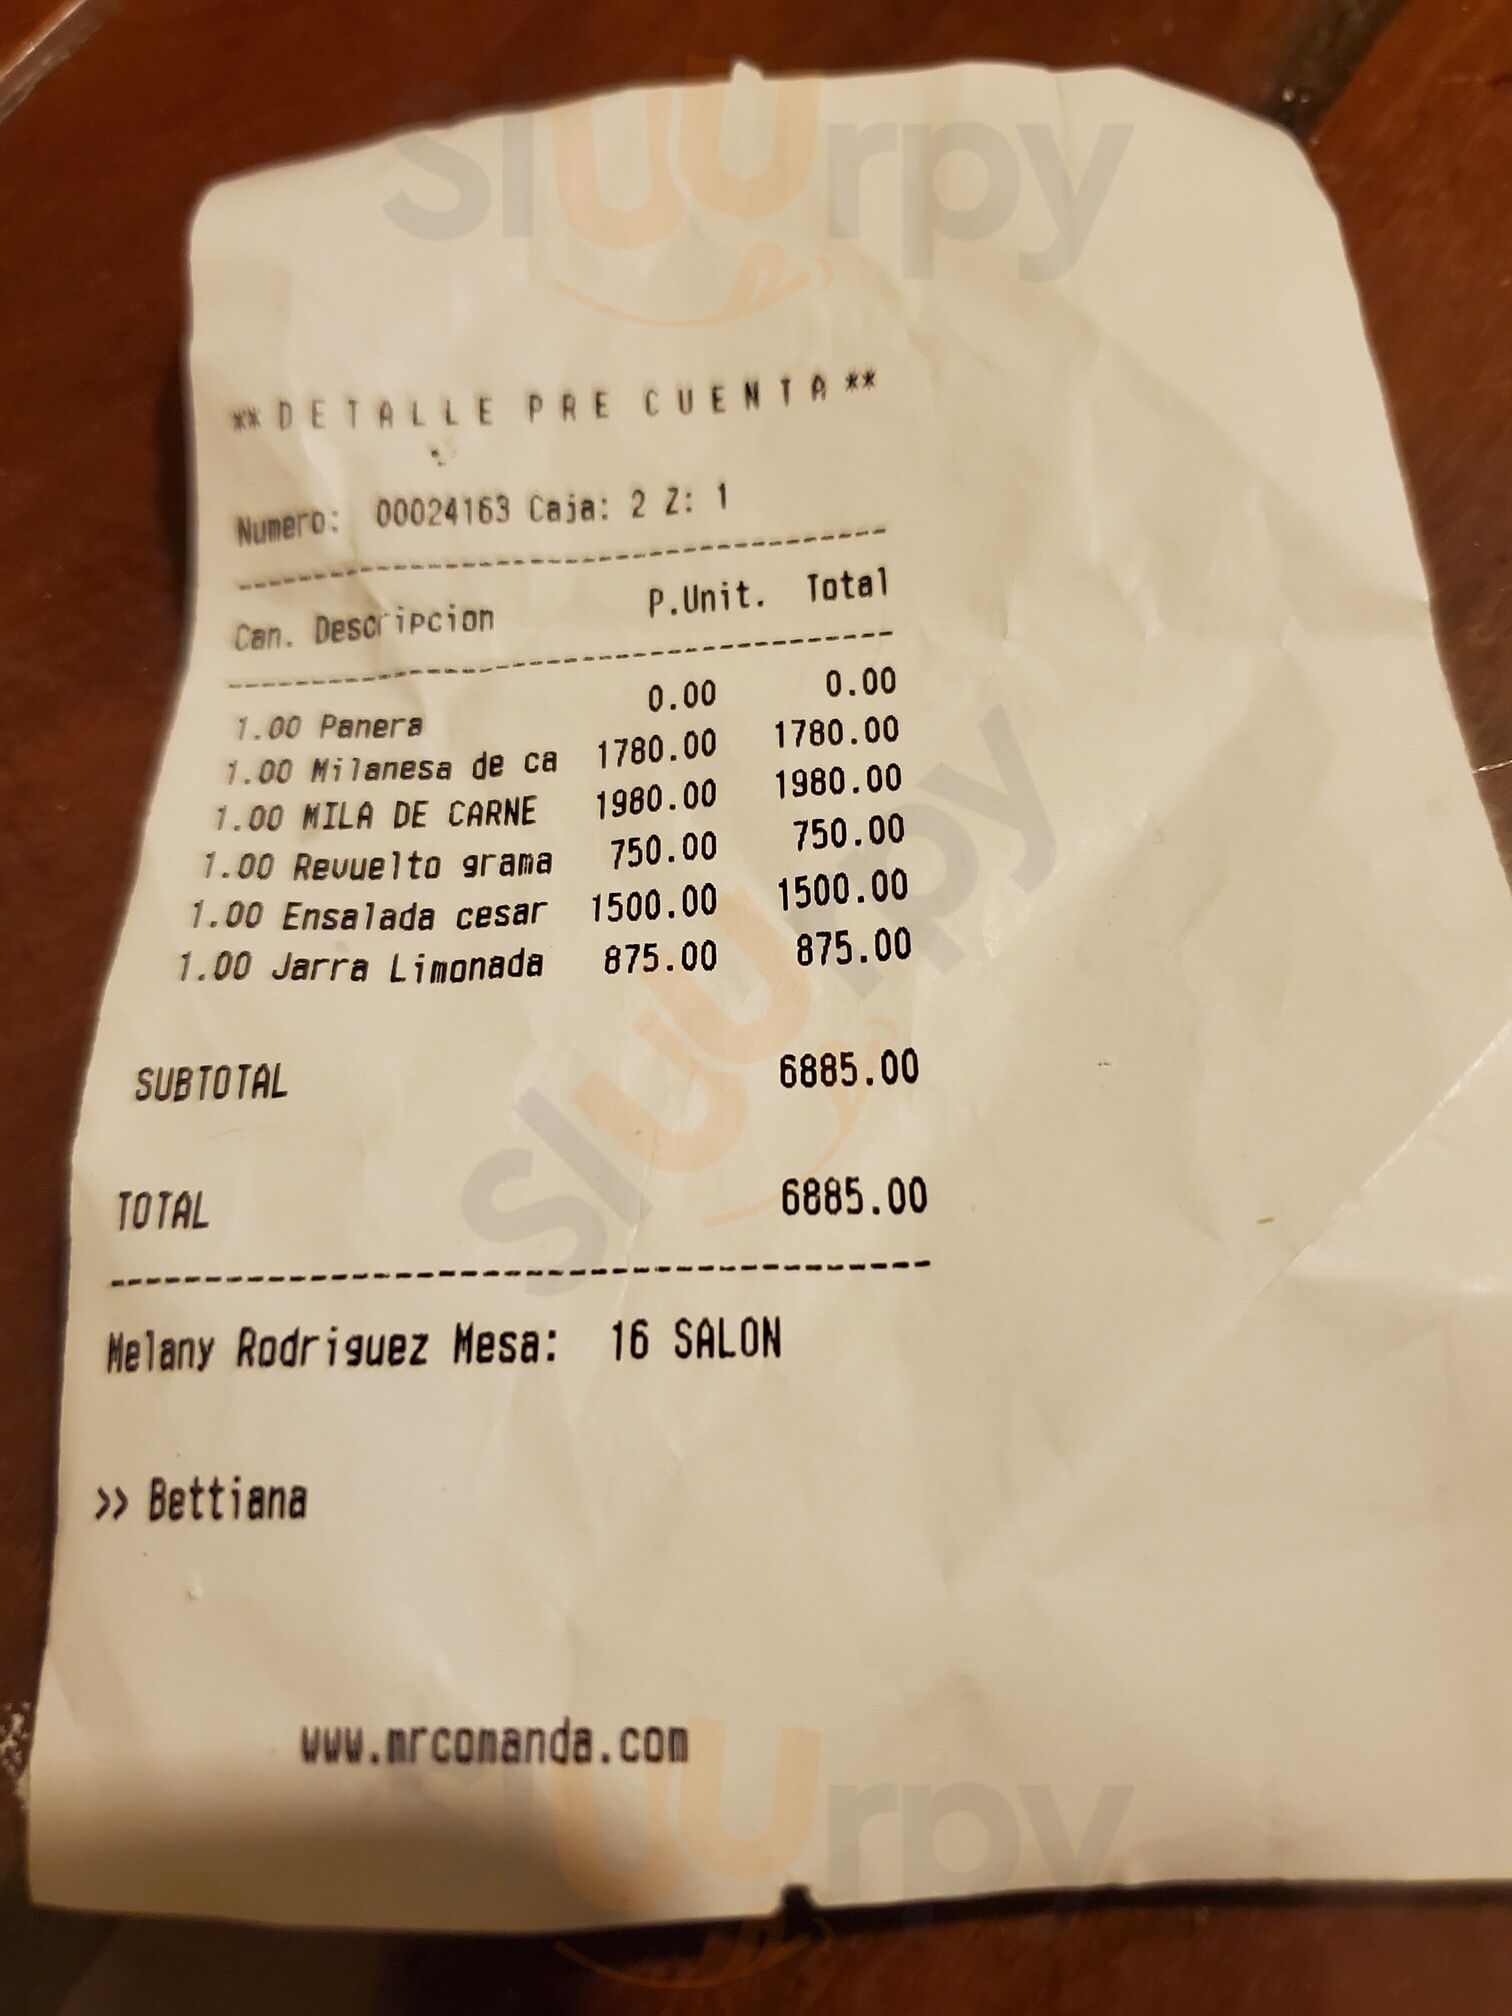 slurpy
**DETALLE PRE CUENTA**
Numero: 00024163 Caja: 2 Z: 1
Can. Descripcion P.Unit. Total
1.00 Panera 0.00 0.00
1.00 Milanesa de ca 1780.00 1780.00
1.00 MILA DE CARNE 1980.00 1980.00
1.00 Revuelto grama 750.00 750.00
1.00 Ensalada cesar 1500.00 1500.00
1.00 Jarra Limonada 875.00 875.00
slurpy
SUBTOTAL 6885.00
TOTAL 6885.00
Melany Rodriguez Mesa: 16 SALON
>> Bettiana
www.mrcomanda.com
slurpy